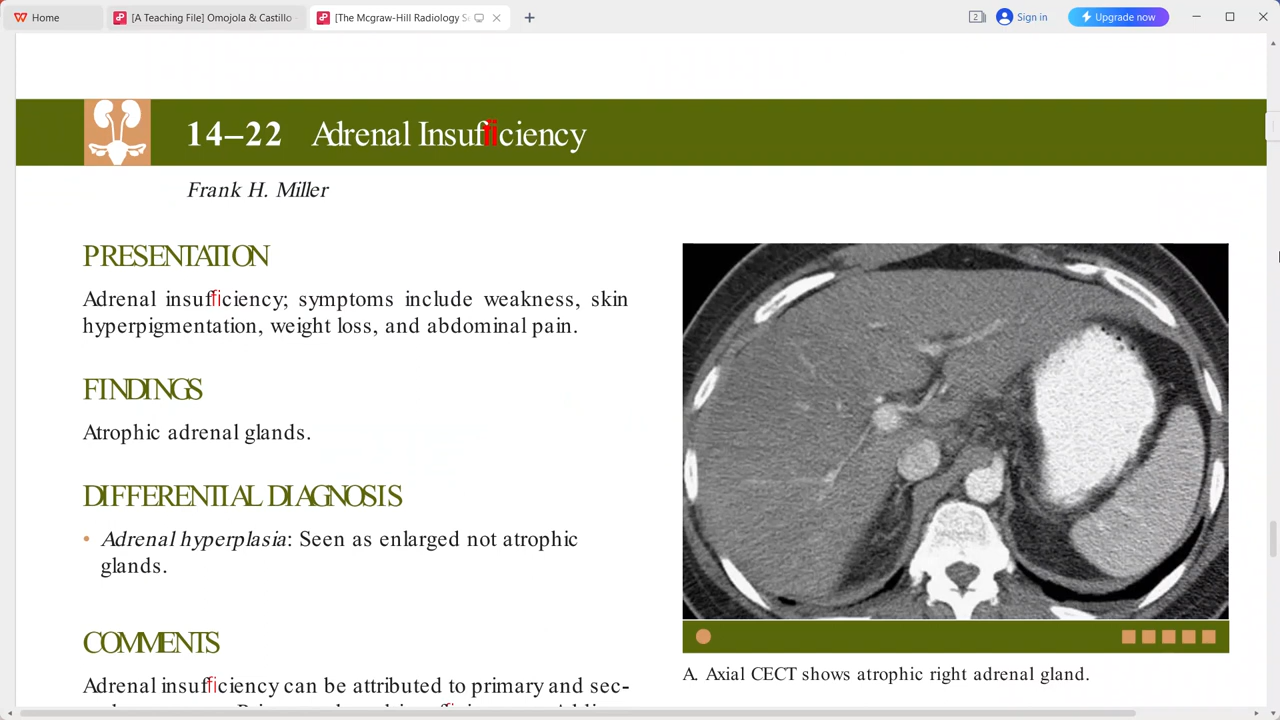 Home
[A Teaching File] Omojola & Castillo
[The Mcgraw-Hill Radiology Se
2
Sign in
Upgrade now
14–22 Adrenal Insufficiency
Frank H. Miller
PRESENTATION
Adrenal insufficiency; symptoms include weakness, skin
hyperpigmentation, weight loss, and abdominal pain.
FINDINGS
Atrophic adrenal glands.
DIFFERENTIAL DIAGNOSIS
• Adrenal hyperplasia: Seen as enlarged not atrophic
glands.
COMMENTS
Adrenal insufficiency can be attributed to primary and sec-
A. Axial CECT shows atrophic right adrenal gland.